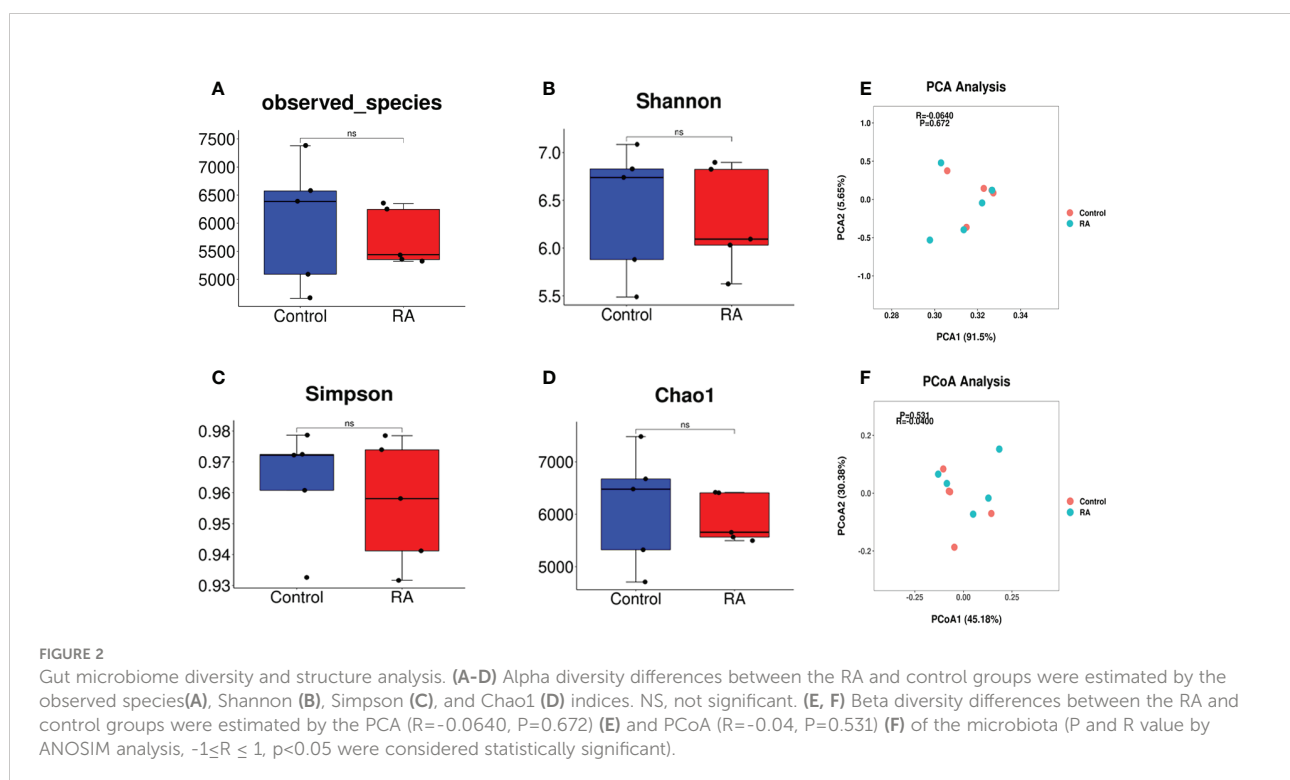 A
observed_species
ns
7500
7000
6500
6000
5500
5000
Control
RA
B
Shannon
ns
7.0
6.5
6.0
5.5
Control
RA
E
PCA Analysis
R=-0.0640
P=0.672
1.0
0.5
0.0
-0.5
-1.0
PCA2 (5.65%)
0.28
0.30
0.32
0.34
PCA1 (91.5%)
Control
RA
C
Simpson
ns
0.98
0.97
0.96
0.95
0.94
0.93
Control
RA
D
Chao1
ns
7000
6000
5000
Control
RA
F
PCoA Analysis
P=0.531
R=-0.0400
0.2
0.0
-0.2
PCoA2 (30.38%)
-0.25
0.00
0.25
PCoA1 (45.18%)
Control
RA
FIGURE 2
Gut microbiome diversity and structure analysis. (A-D) Alpha diversity differences between the RA and control groups were estimated by the
observed species(A), Shannon (B), Simpson (C), and Chao1 (D) indices. NS, not significant. (E, F) Beta diversity differences between the RA and
control groups were estimated by the PCA (R=-0.0640, P=0.672) (E) and PCoA (R=-0.04, P=0.531) (F) of the microbiota (P and R value by
ANOSIM analysis, -1≤R ≤ 1, p<0.05 were considered statistically significant).